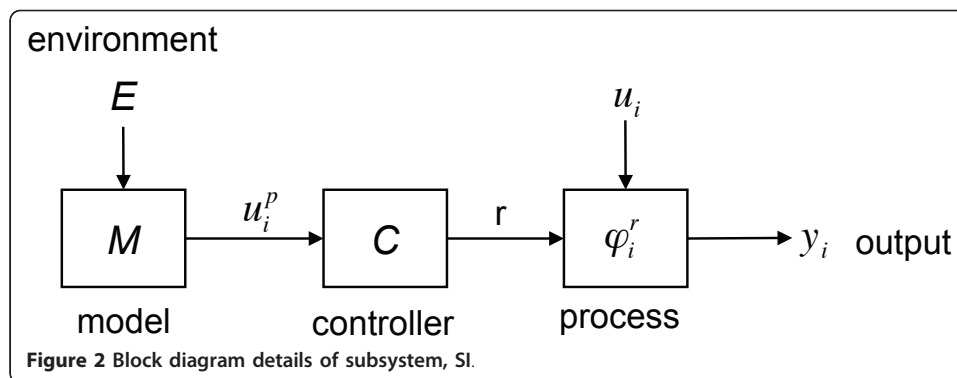 environment
E
u_i
M
u_i^p
C
r
φ_i^r
y_i output
model
controller
process
Figure 2 Block diagram details of subsystem, SI.